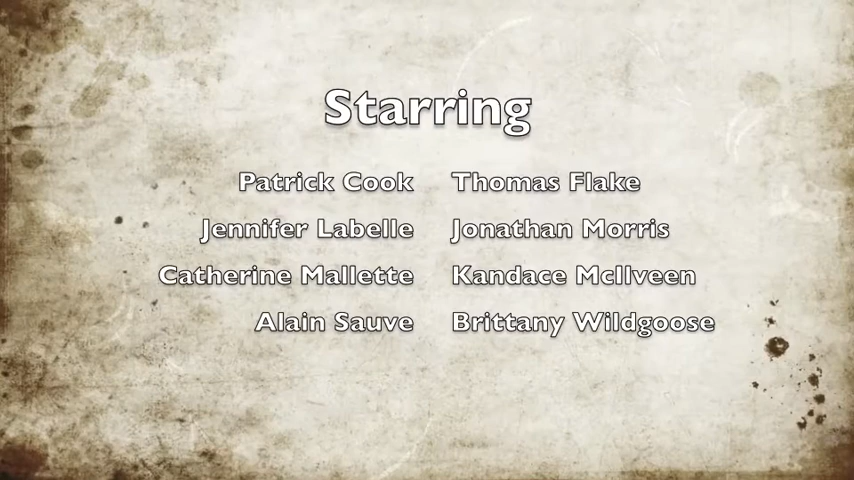 Starring
Patrick Cook Thomas Flake
Jennifer Labelle Jonathan Morris
Catherine Mallette Kandace McIlveen
Alain Sauve Brittany Wildgoose